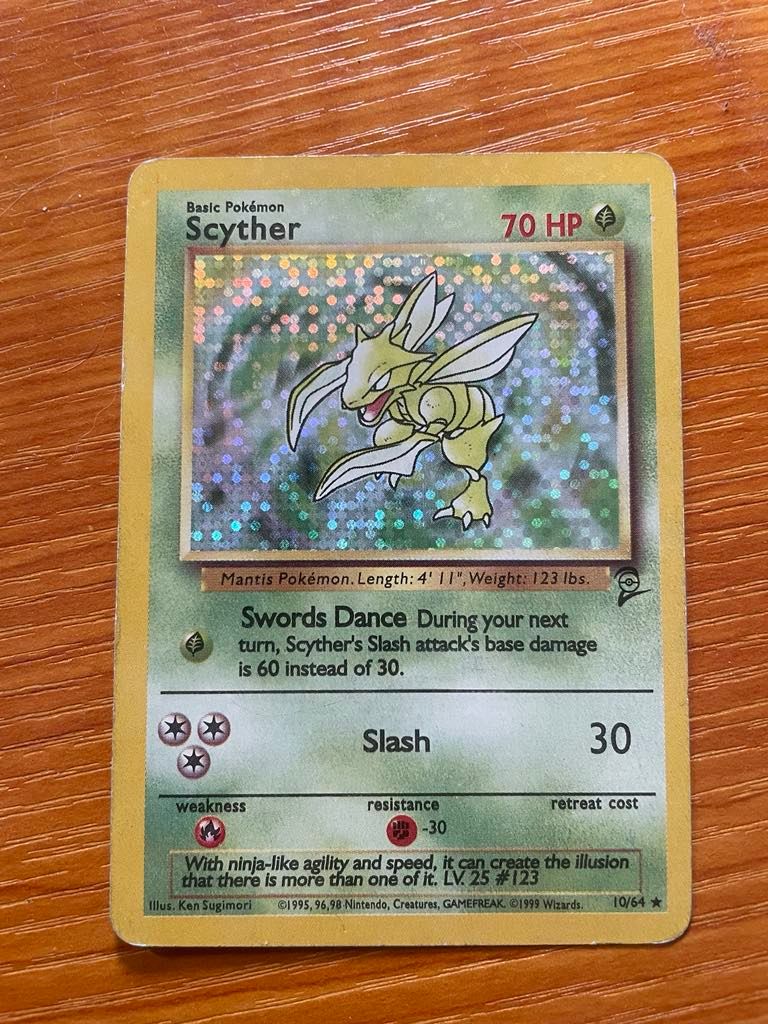 Basic Pokémon
Scyther
70 HP
Mantis Pokémon. Length: 4' 11", Weight: 123 lbs.
Swords Dance During your next
turn, Scyther's Slash attack's base damage
is 60 instead of 30.
Slash 30
weakness resistance retreat cost
-30
With ninja-like agility and speed, it can create the illusion
that there is more than one of it. LV. 25 #123
Illus. Ken Sugimori ©1995, 96, 98 Nintendo, Creatures, GAMEFREAK. ©1999 Wizards. 10/64 ★